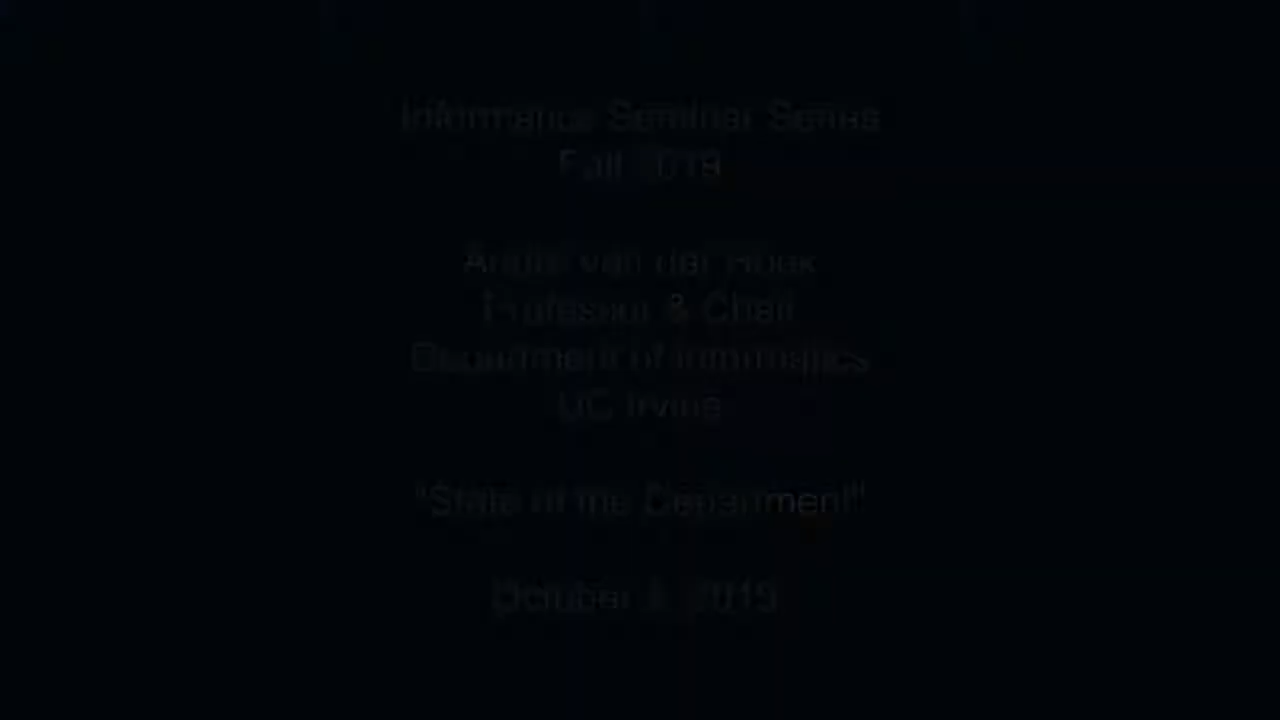 Informatics Seminar Series
Fall 2019
André van der Hoek
Professor & Chair
Department of Informatics
UC Irvine
"State of the Department"
October 2019